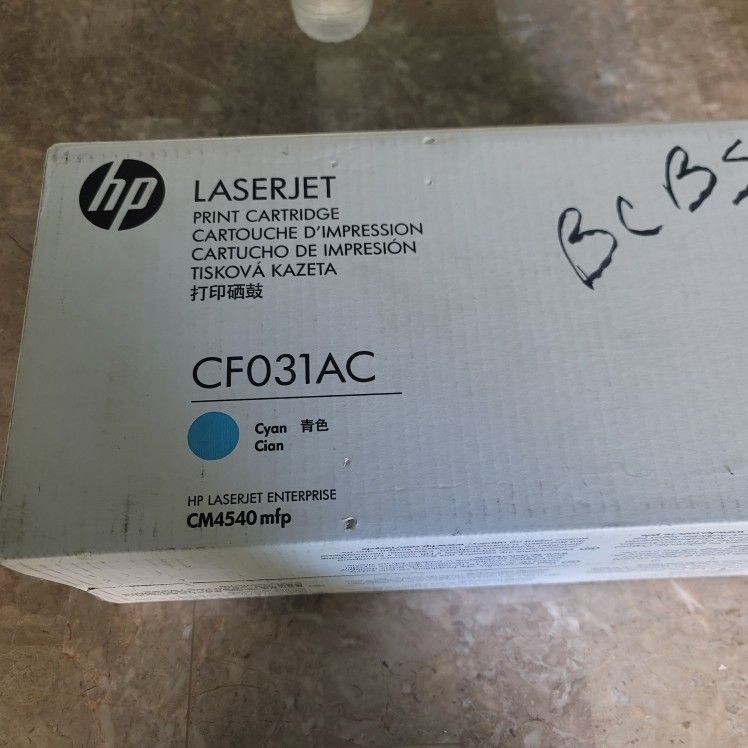 hp
LASERJET
PRINT CARTRIDGE
CARTOUCHE D'IMPRESSION
CARTUCHO DE IMPRESIÓN
TISKOVÁ KAZETA
打印硒鼓
BCBS
CF031AC
Cyan 青色
Cian
HP LASERJET ENTERPRISE
CM4540 mfp